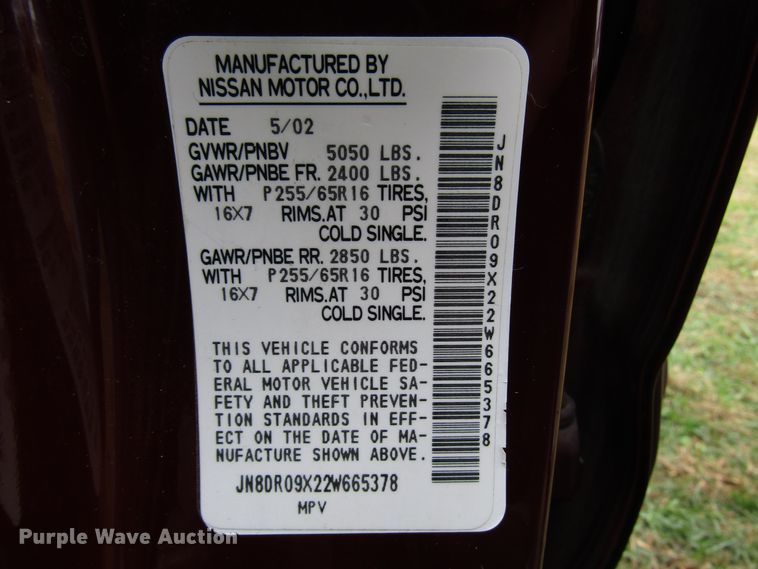 MANUFACTURED BY
NISSAN MOTOR CO.,LTD.
DATE 5/02
GVWR/PNBV 5050 LBS.
GAWR/PNBE FR. 2400 LBS.
WITH P255/65R16 TIRES,
16X7 RIMS.AT 30 PSI
COLD SINGLE.
GAWR/PNBE RR. 2850 LBS.
WITH P255/65R16 TIRES,
16X7 RIMS.AT 30 PSI
COLD SINGLE.
THIS VEHICLE CONFORMS
TO ALL APPLICABLE FED-
ERAL MOTOR VEHICLE SA-
FETY AND THEFT PREVEN-
TION STANDARDS IN EFF-
ECT ON THE DATE OF MA-
NUFACTURE SHOWN ABOVE.
JN8DR09X22W665378
MPV
JN8DR09X22W665378
Purple Wave Auction